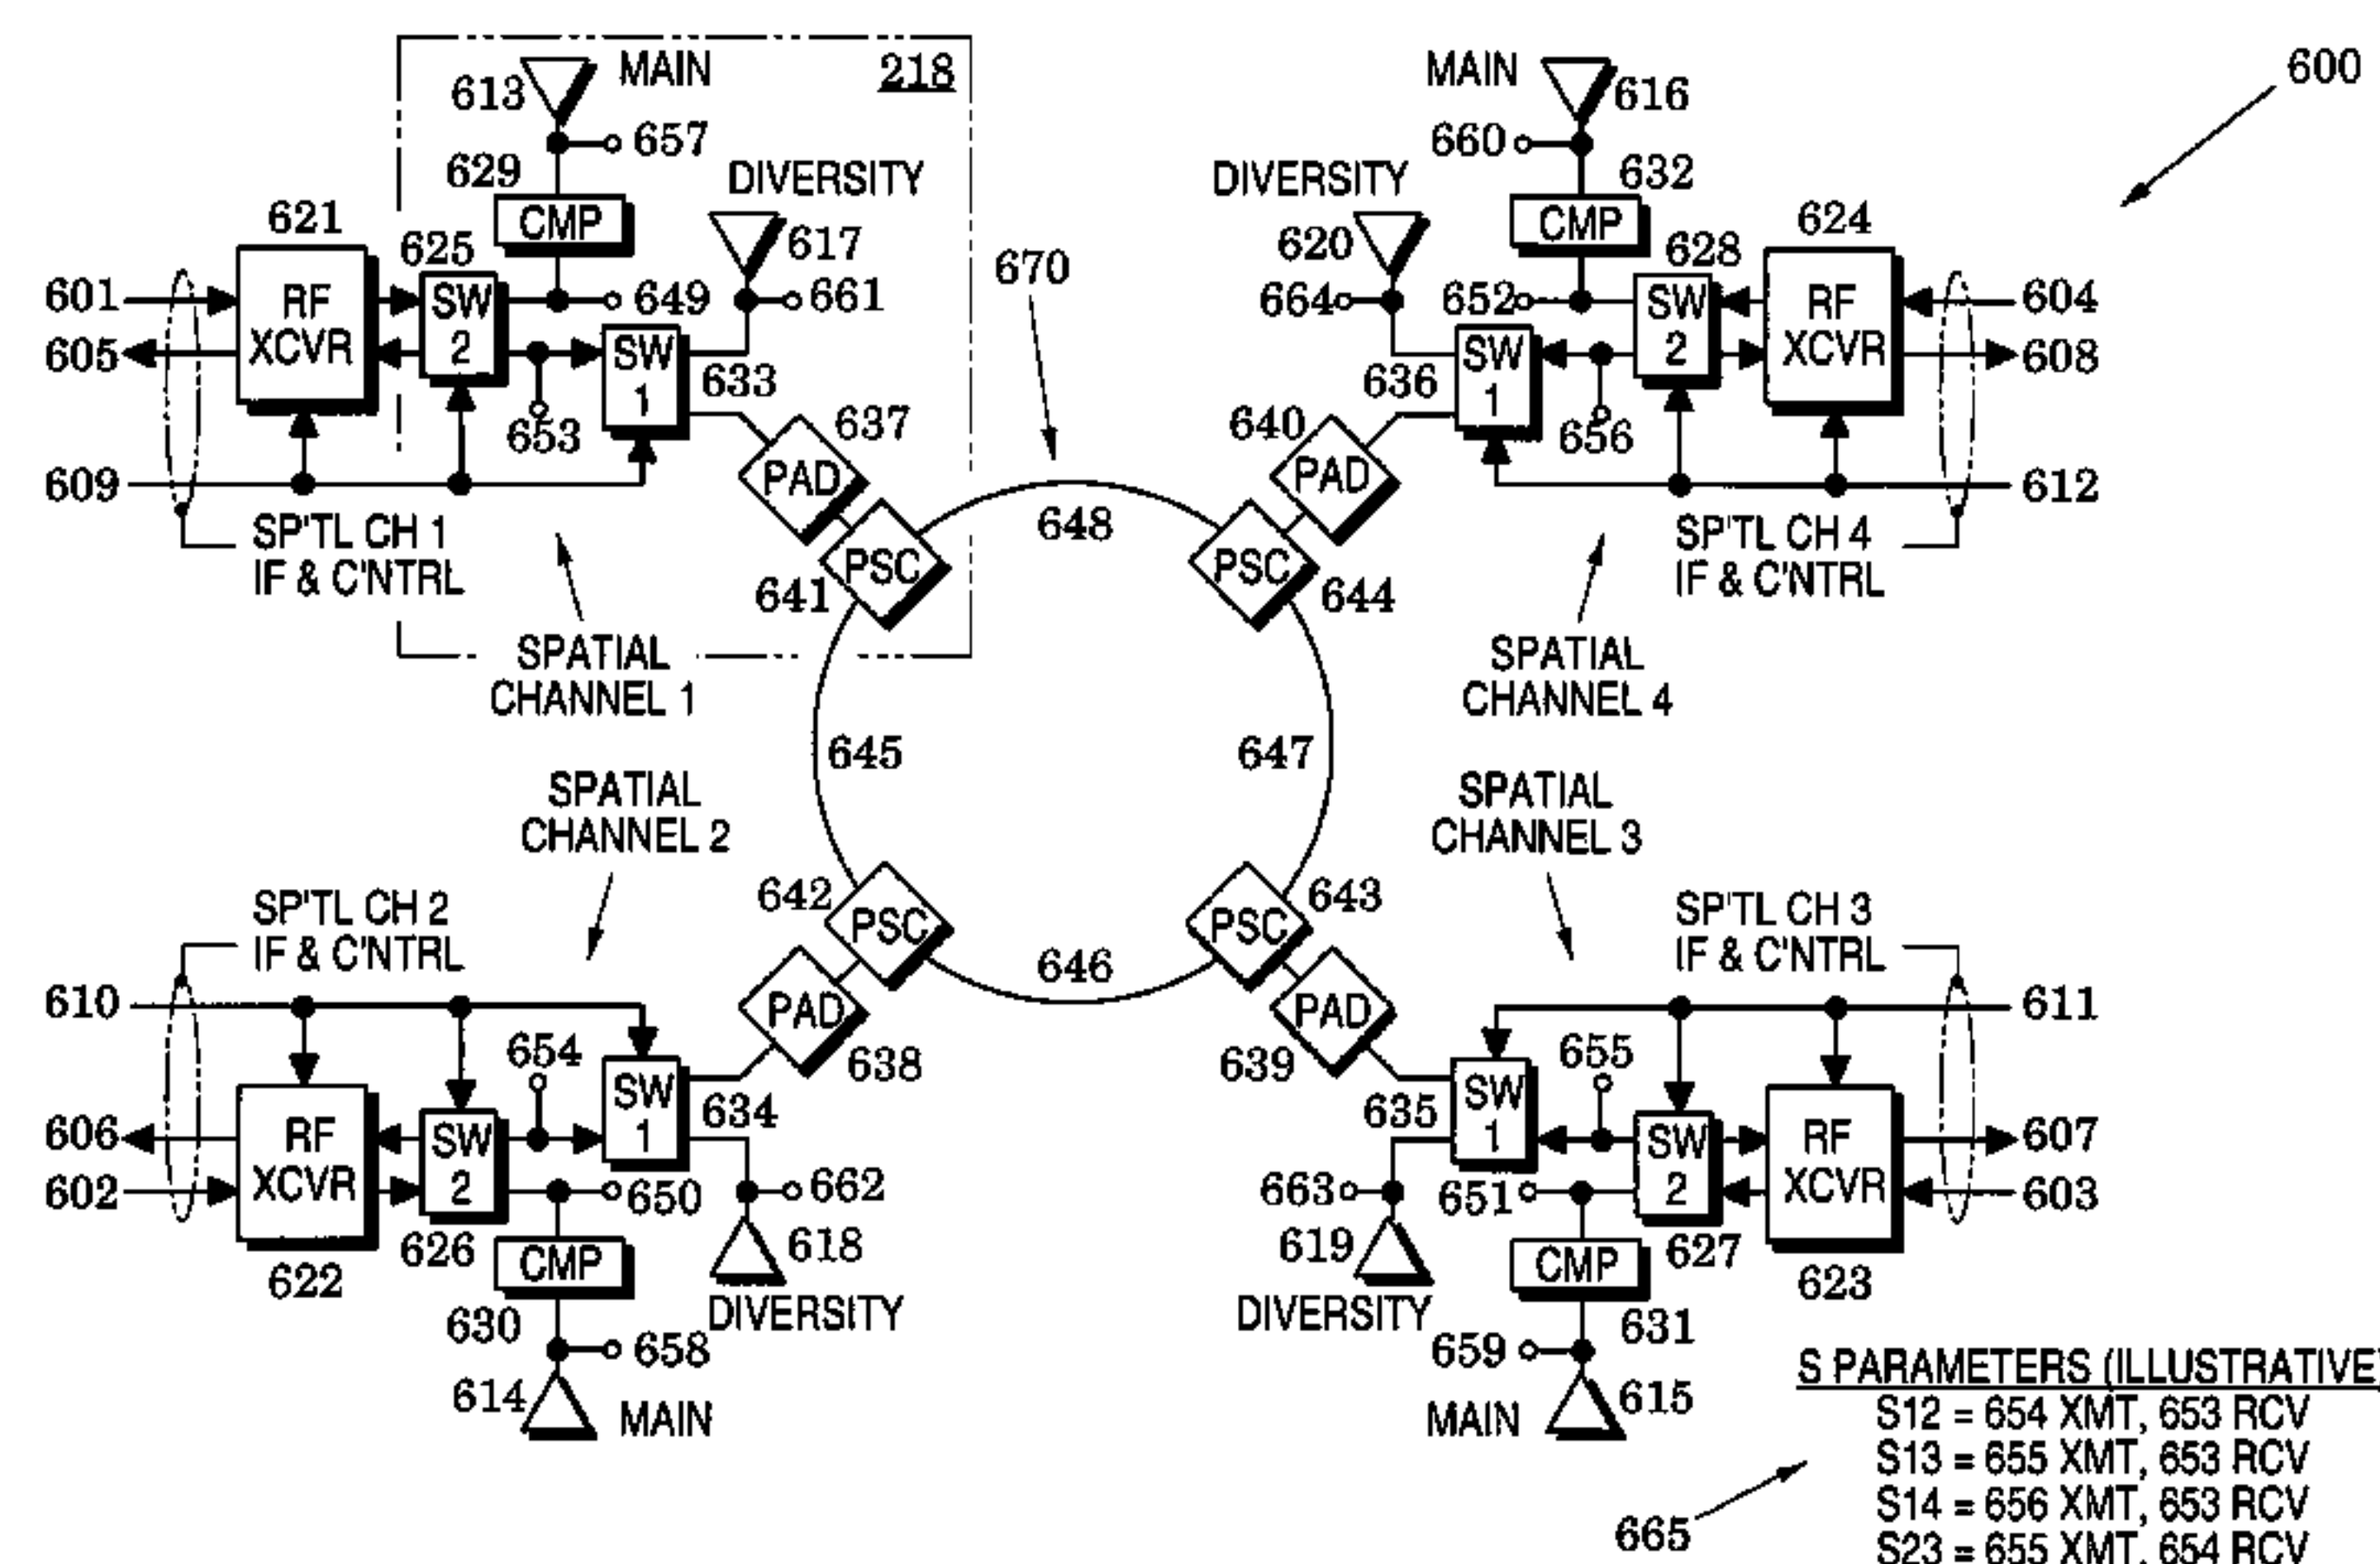 218
600
613
MAIN
657
629
CMP
DIVERSITY
617
661
621
RF
XCVR
625
SW
2
649
653
SW
1
633
601
605
609
637
PAD
PSC
641
SP'TL CH 1
IF & C'NTRL
SPATIAL
CHANNEL 1
670
648
645
647
646
MAIN
616
660
632
CMP
DIVERSITY
620
664
652
628
SW
2
624
RF
XCVR
604
608
612
636
SW
1
656
640
PAD
PSC
644
SP'TL CH 4
IF & C'NTRL
SPATIAL
CHANNEL 4
SPATIAL
CHANNEL 2
642
PSC
SP'TL CH 2
IF & C'NTRL
610
606
602
PAD
638
654
SW
1
634
RF
XCVR
622
SW
2
626
650
CMP
630
662
618
DIVERSITY
658
614
MAIN
SPATIAL
CHANNEL 3
643
PSC
SP'TL CH 3
IF & C'NTRL
611
607
603
PAD
639
655
SW
1
635
SW
2
627
RF
XCVR
623
663
651
619
DIVERSITY
CMP
631
659
615
MAIN
S PARAMETERS (ILLUSTRATIVE)
S12 = 654 XMT, 653 RCV
S13 = 655 XMT, 653 RCV
S14 = 656 XMT, 653 RCV
S23 = 655 XMT, 654 RCV
665